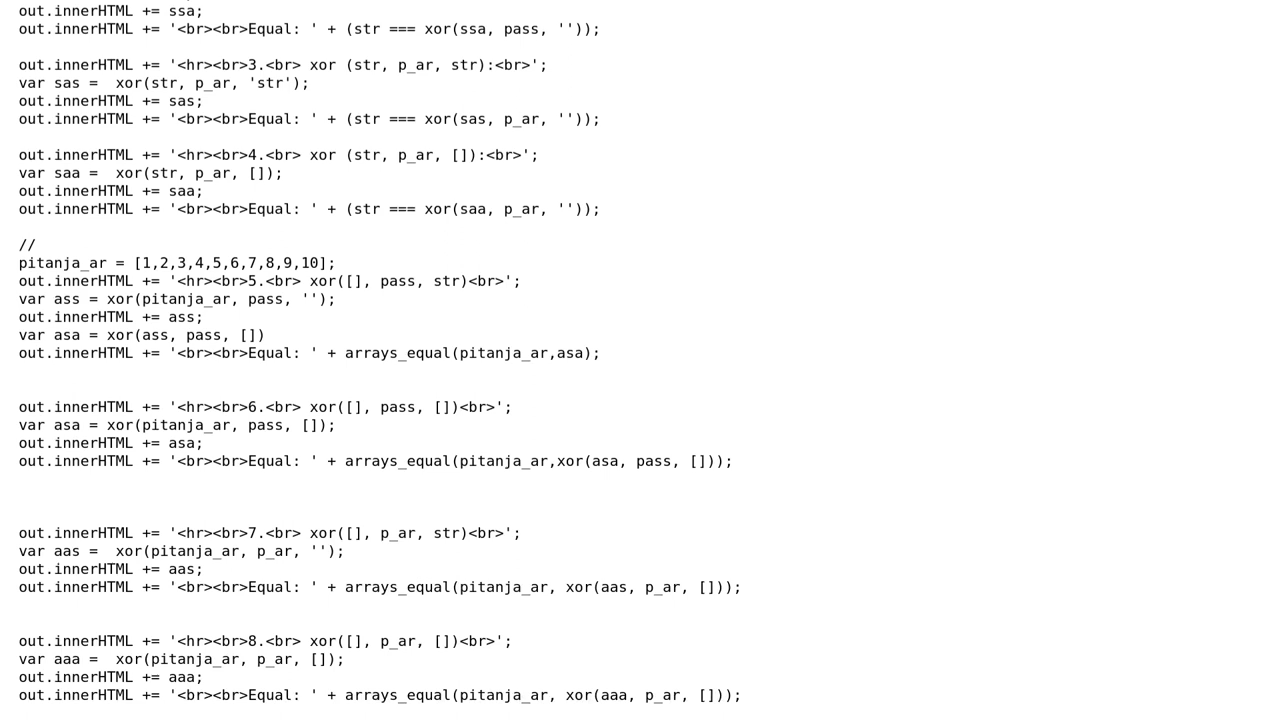 out.innerHTML += ssa;
out.innerHTML += '<br><br>Equal: ' + (str === xor(ssa, pass, ''));
out.innerHTML += '<hr><br>3.<br> xor (str, p_ar, str):<br>';
var sas =  xor(str, p_ar, 'str');
out.innerHTML += sas;
out.innerHTML += '<br><br>Equal: ' + (str === xor(sas, p_ar, ''));
out.innerHTML += '<hr><br>4.<br> xor (str, p_ar, []):<br>';
var saa =  xor(str, p_ar, []);
out.innerHTML += saa;
out.innerHTML += '<br><br>Equal: ' + (str === xor(saa, p_ar, ''));
//
pitanja_ar = [1,2,3,4,5,6,7,8,9,10];
out.innerHTML += '<hr><br>5.<br> xor([], pass, str)<br>';
var ass = xor(pitanja_ar, pass, '');
out.innerHTML += ass;
var asa = xor(ass, pass, [])
out.innerHTML += '<br><br>Equal: ' + arrays_equal(pitanja_ar,asa);
out.innerHTML += '<hr><br>6.<br> xor([], pass, [])<br>';
var asa = xor(pitanja_ar, pass, []);
out.innerHTML += asa;
out.innerHTML += '<br><br>Equal: ' + arrays_equal(pitanja_ar,xor(asa, pass, []));
out.innerHTML += '<hr><br>7.<br> xor([], p_ar, str)<br>';
var aas =  xor(pitanja_ar, p_ar, '');
out.innerHTML += aas;
out.innerHTML += '<br><br>Equal: ' + arrays_equal(pitanja_ar, xor(aas, p_ar, []));
out.innerHTML += '<hr><br>8.<br> xor([], p_ar, [])<br>';
var aaa =  xor(pitanja_ar, p_ar, []);
out.innerHTML += aaa;
out.innerHTML += '<br><br>Equal: ' + arrays_equal(pitanja_ar, xor(aaa, p_ar, []));